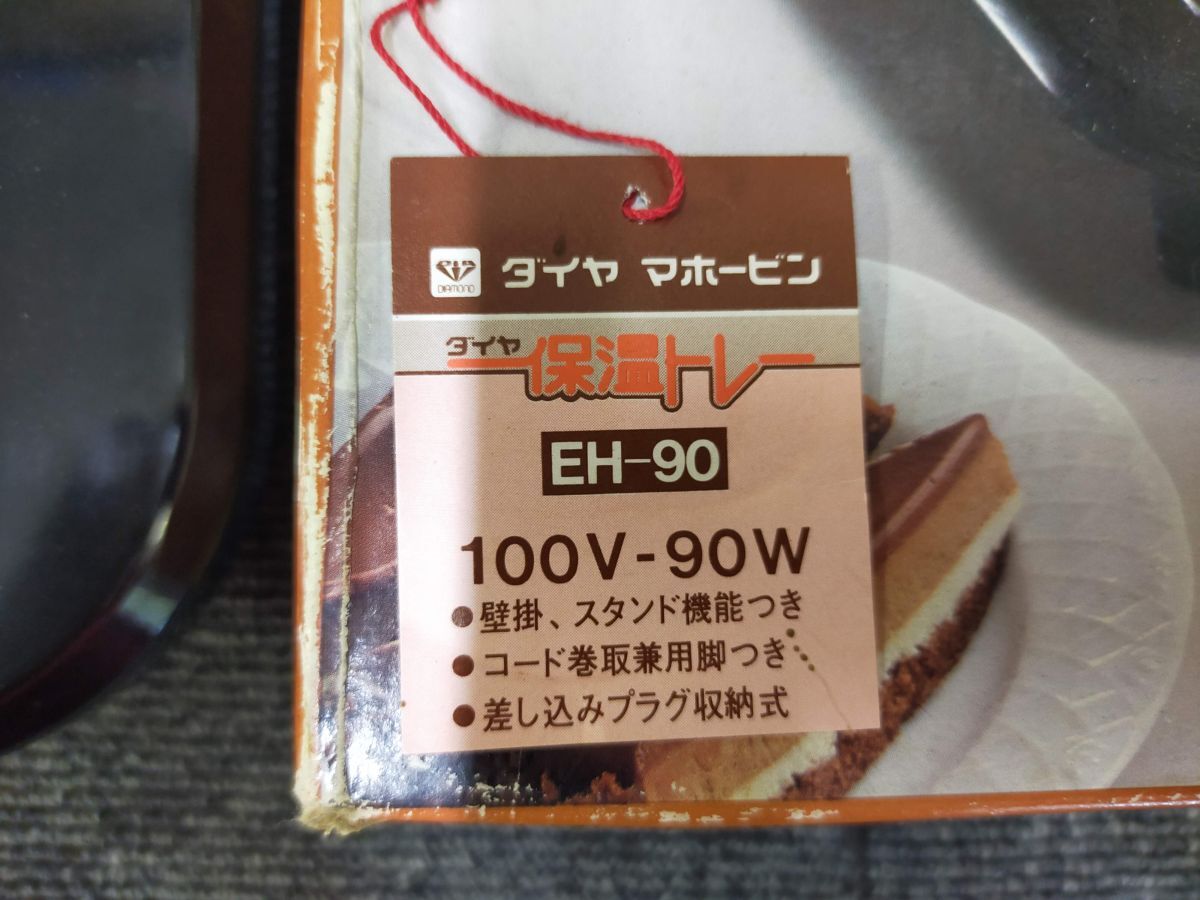 DIAMOND
ダイヤ マホービン
ダイヤ
保温トレー
EH-90
100V-90W
●壁掛、スタンド機能つき
●コード巻取兼用脚つき
●差し込みプラグ収納式